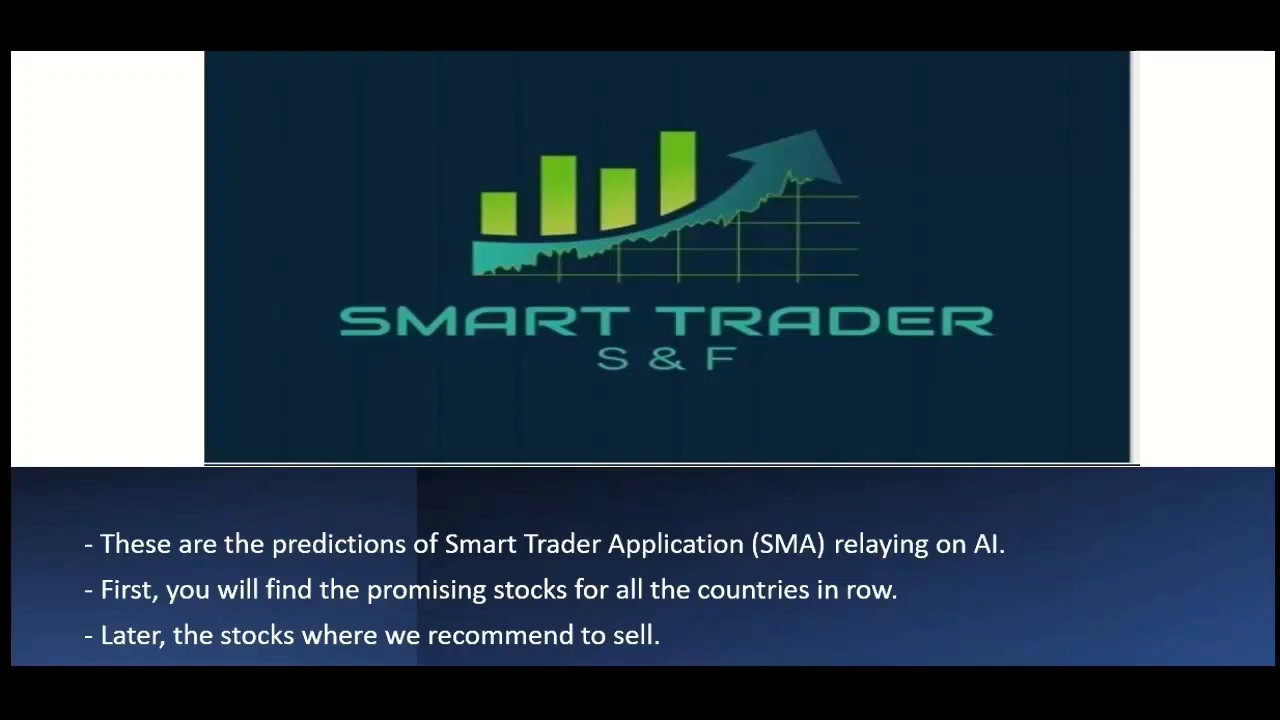 SMART TRADER
S & F
- These are the predictions of Smart Trader Application (SMA) relaying on AI.
- First, you will find the promising stocks for all the countries in row.
- Later, the stocks where we recommend to sell.